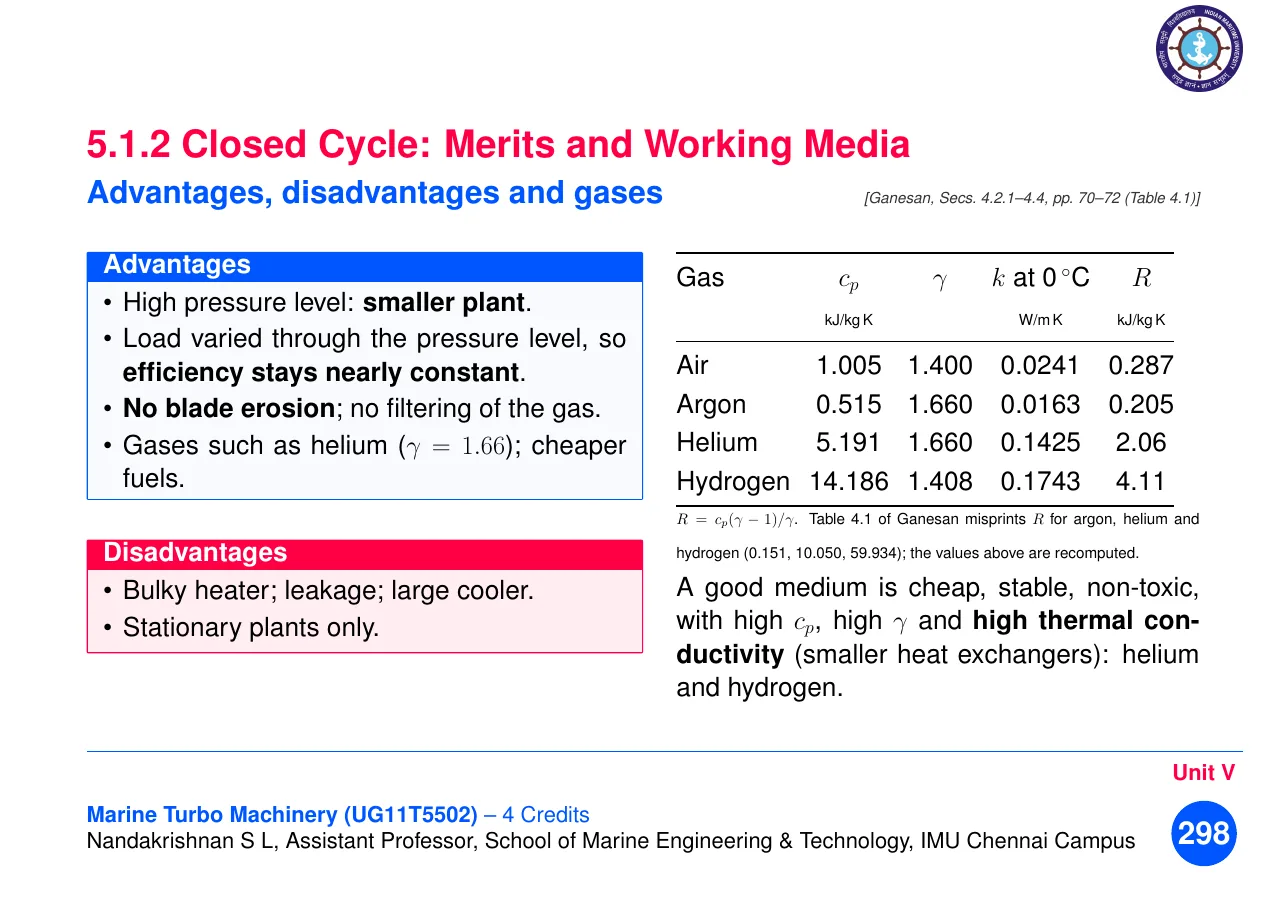 INDIAN MARITIME UNIVERSITY
5.1.2 Closed Cycle: Merits and Working Media
Advantages, disadvantages and gases
[Ganesan, Secs. 4.2.1–4.4, pp. 70–72 (Table 4.1)]
Advantages
• High pressure level: smaller plant.
• Load varied through the pressure level, so
efficiency stays nearly constant.
• No blade erosion; no filtering of the gas.
• Gases such as helium (γ = 1.66); cheaper
fuels.
Disadvantages
• Bulky heater; leakage; large cooler.
• Stationary plants only.
Gas cp γ k at 0 °C R
kJ/kg K W/m K kJ/kg K
Air 1.005 1.400 0.0241 0.287
Argon 0.515 1.660 0.0163 0.205
Helium 5.191 1.660 0.1425 2.06
Hydrogen 14.186 1.408 0.1743 4.11
R = cp(γ − 1)/γ. Table 4.1 of Ganesan misprints R for argon, helium and
hydrogen (0.151, 10.050, 59.934); the values above are recomputed.
A good medium is cheap, stable, non-toxic,
with high cp, high γ and high thermal con-
ductivity (smaller heat exchangers): helium
and hydrogen.
Unit V
Marine Turbo Machinery (UG11T5502) – 4 Credits
Nandakrishnan S L, Assistant Professor, School of Marine Engineering & Technology, IMU Chennai Campus
298